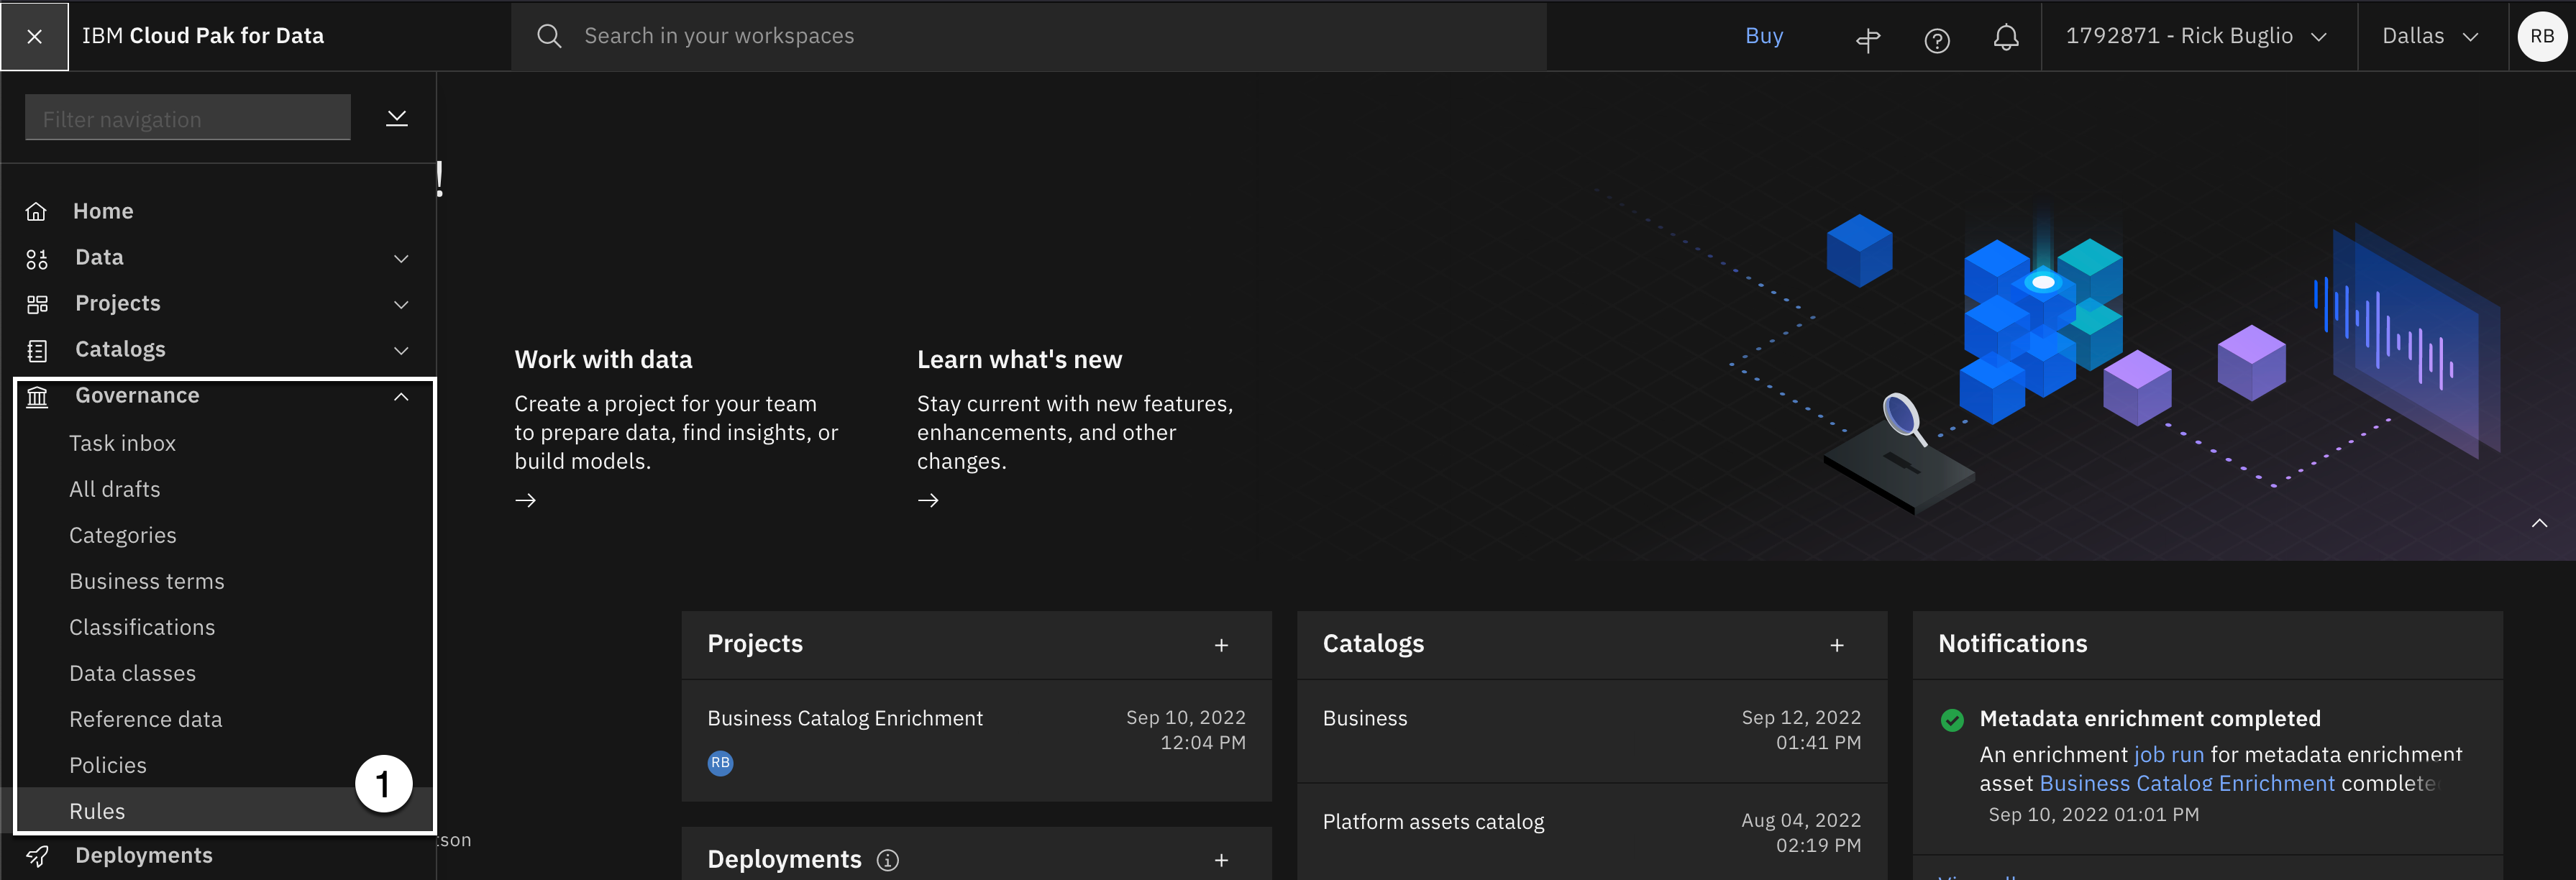 IBM Cloud Pak for Data
Search in your workspaces
Buy
1792871 - Rick Buglio
Dallas
RB
Filter navigation
!
Home
Data
Projects
Catalogs
Governance
Task inbox
All drafts
Categories
Business terms
Classifications
Data classes
Reference data
Policies
Rules
1
Deployments
Work with data
Create a project for your team
to prepare data, find insights, or
build models.
Learn what's new
Stay current with new features,
enhancements, and other
changes.
Projects
Business Catalog Enrichment
Sep 10, 2022
12:04 PM
RB
Deployments
Catalogs
Business
Sep 12, 2022
01:41 PM
Platform assets catalog
Aug 04, 2022
02:19 PM
Notifications
Metadata enrichment completed
An enrichment job run for metadata enrichment
asset Business Catalog Enrichment complete
Sep 10, 2022 01:01 PM